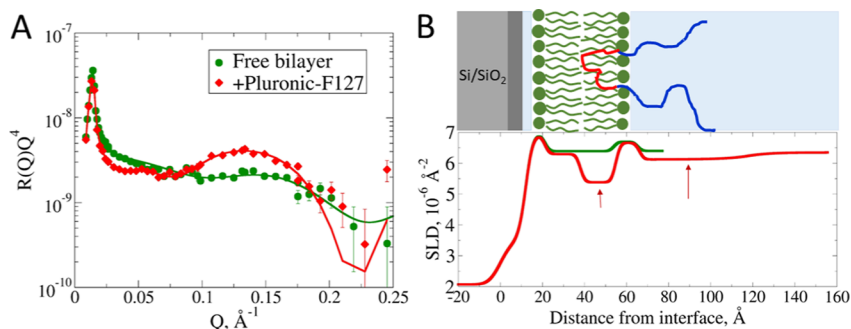 A
10⁻⁷
10⁻⁸
10⁻⁹
10⁻¹⁰
R(Q)Q⁴
Free bilayer
+Pluronic-F127
0 0.05 0.1 0.15 0.2 0.25
Q, Å⁻¹
B
Si/SiO₂
7
6
5
4
3
2
SLD, 10⁻⁶ Å⁻²
-20 0 20 40 60 80 100 120 140 160
Distance from interface, Å